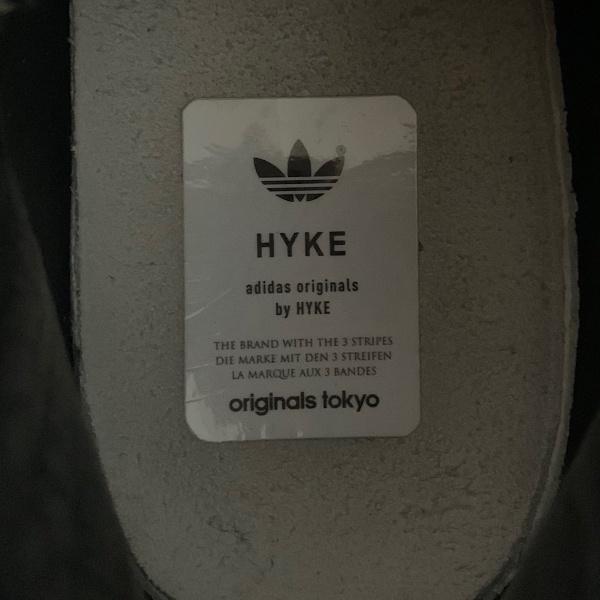 ®
HYKE
adidas originals
by HYKE
THE BRAND WITH THE 3 STRIPES
DIE MARKE MIT DEN 3 STREIFEN
LA MARQUE AUX 3 BANDES
originals tokyo